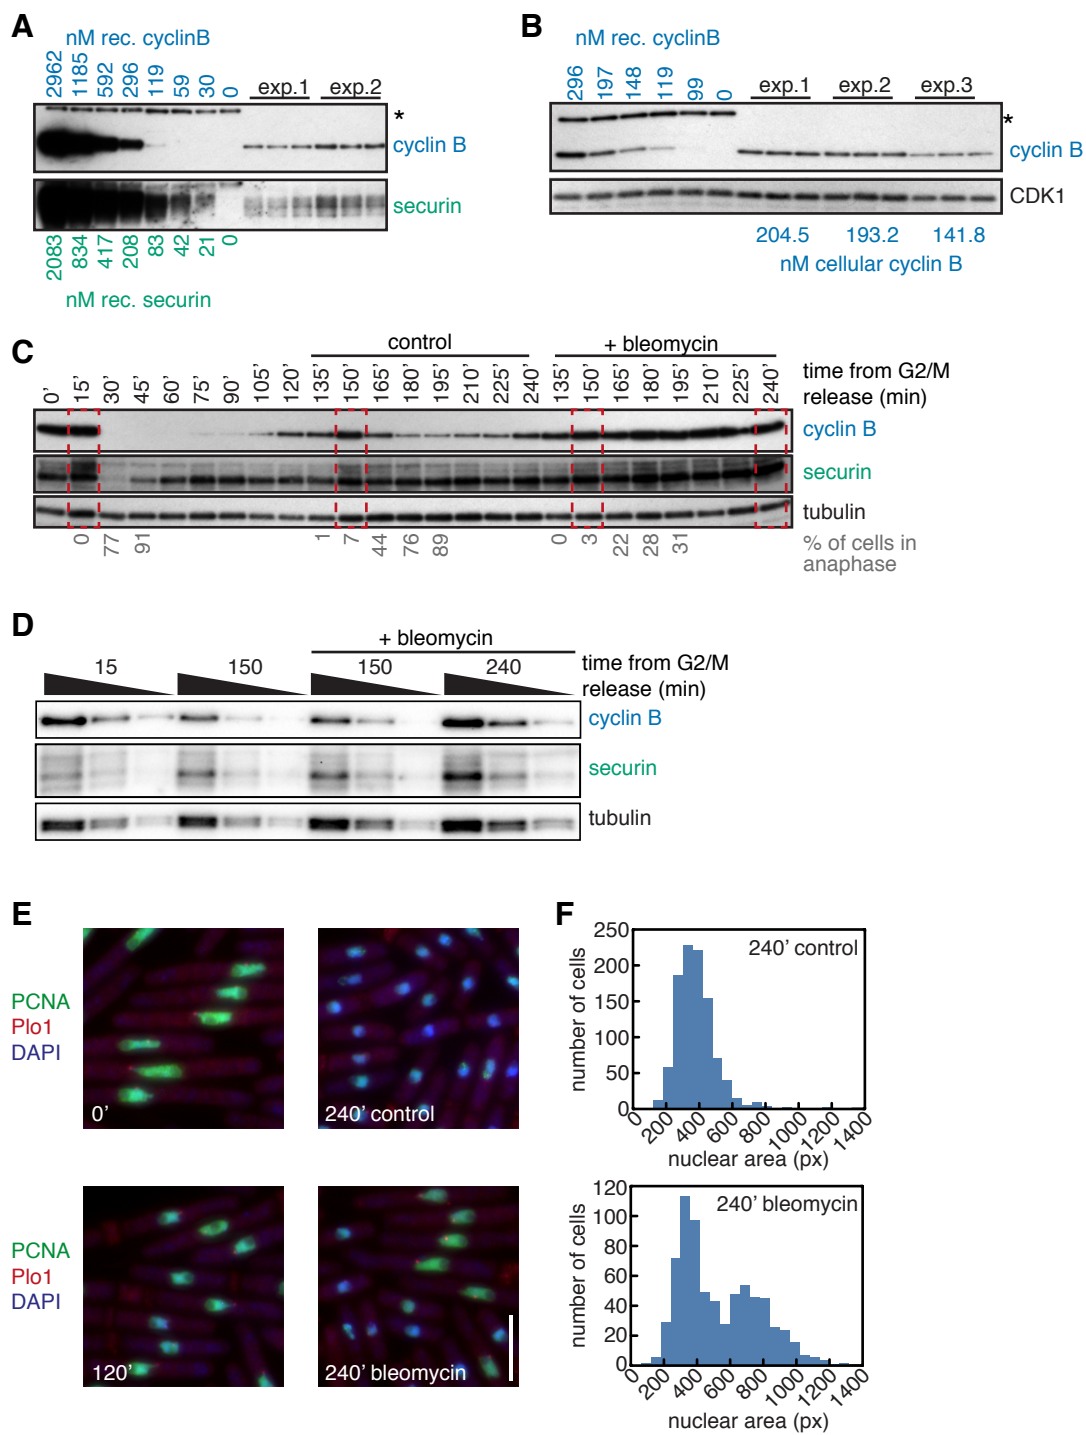 A
nM rec. cyclinB
2962 1185 592 296 119 59 30 0
exp.1 exp.2
*
cyclin B
securin
2083 834 417 208 83 42 21 0
nM rec. securin
B
nM rec. cyclinB
296 197 148 119 99 0
exp.1 exp.2 exp.3
*
cyclin B
CDK1
204.5 193.2 141.8
nM cellular cyclin B
C
control + bleomycin
0' 15' 30' 45' 60' 75' 90' 105' 120' 135' 150' 165' 180' 195' 210' 225' 240' 135' 150' 165' 180' 195' 210' 225' 240'
time from G2/M
release (min)
cyclin B
securin
tubulin
0 77 91 1 7 44 76 89 0 3 22 28 31
% of cells in
anaphase
D
+ bleomycin
15 150 150 240
time from G2/M
release (min)
cyclin B
securin
tubulin
E
PCNA
Plo1
DAPI
0'
240' control
PCNA
Plo1
DAPI
120'
240' bleomycin
F
240' control
number of cells
250
200
150
100
50
0
0 200 400 600 800 1000 1200 1400
nuclear area (px)
240' bleomycin
number of cells
120
100
80
60
40
20
0
0 200 400 600 800 1000 1200 1400
nuclear area (px)